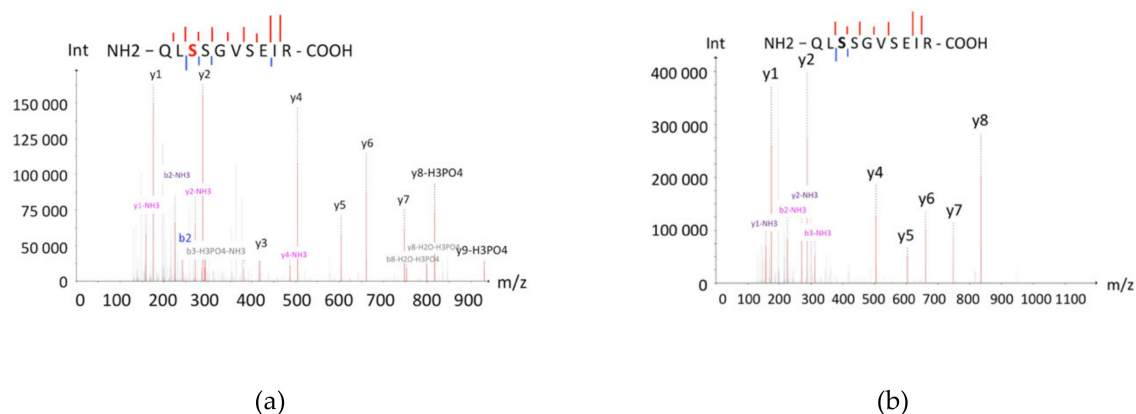 Int NH2 – Q L S S G V S E I R - COOH
y1
y2
150 000
y4
125 000
y6
b2-NH3
y8-H3PO4
100 000
y2-NH3
y1-NH3
y5
y7
75 000
b2
y3
y8-H2O-H3PO4
50 000
b3-H3PO4-NH3
y4-NH3
b8-H2O-H3PO4
y9-H3PO4
25 000
0
m/z
0 100 200 300 400 500 600 700 800 900
(a)
Int NH2 – Q L S S G V S E I R - COOH
400 000
y1
y2
300 000
y8
y4
200 000
y2-NH3
y6
b2-NH3
y7
y1-NH3
100 000
b3-NH3
y5
0
m/z
0 100 200 300 400 500 600 700 800 900 1000 1100
(b)